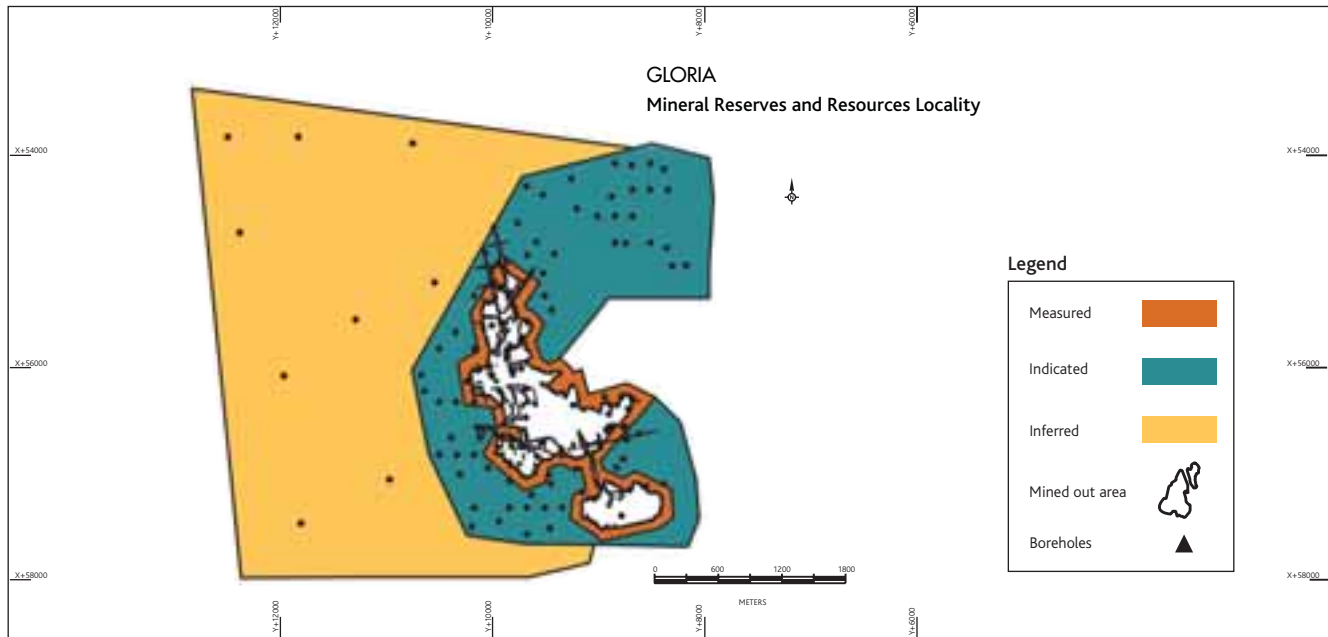 Y+12000
Y+10000
Y+8000
Y+6000
GLORIA
Mineral Reserves and Resources Locality
X+54000
X+54000
N
Legend
Measured
X+56000
X+56000
Indicated
Inferred
Mined out area
Boreholes
X+58000
X+58000
0 600 1200 1800
METERS
Y+12000
Y+10000
Y+8000
Y+6000